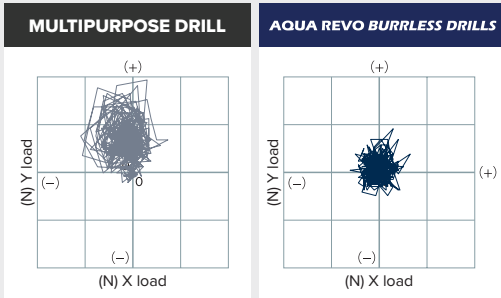 MULTIPURPOSE DRILL
(+)
(N) Y load
(−)
0
(−)
(N) X load
AQUA REVO BURRLESS DRILLS
(+)
(N) Y load
(−)
(+)
(−)
(N) X load